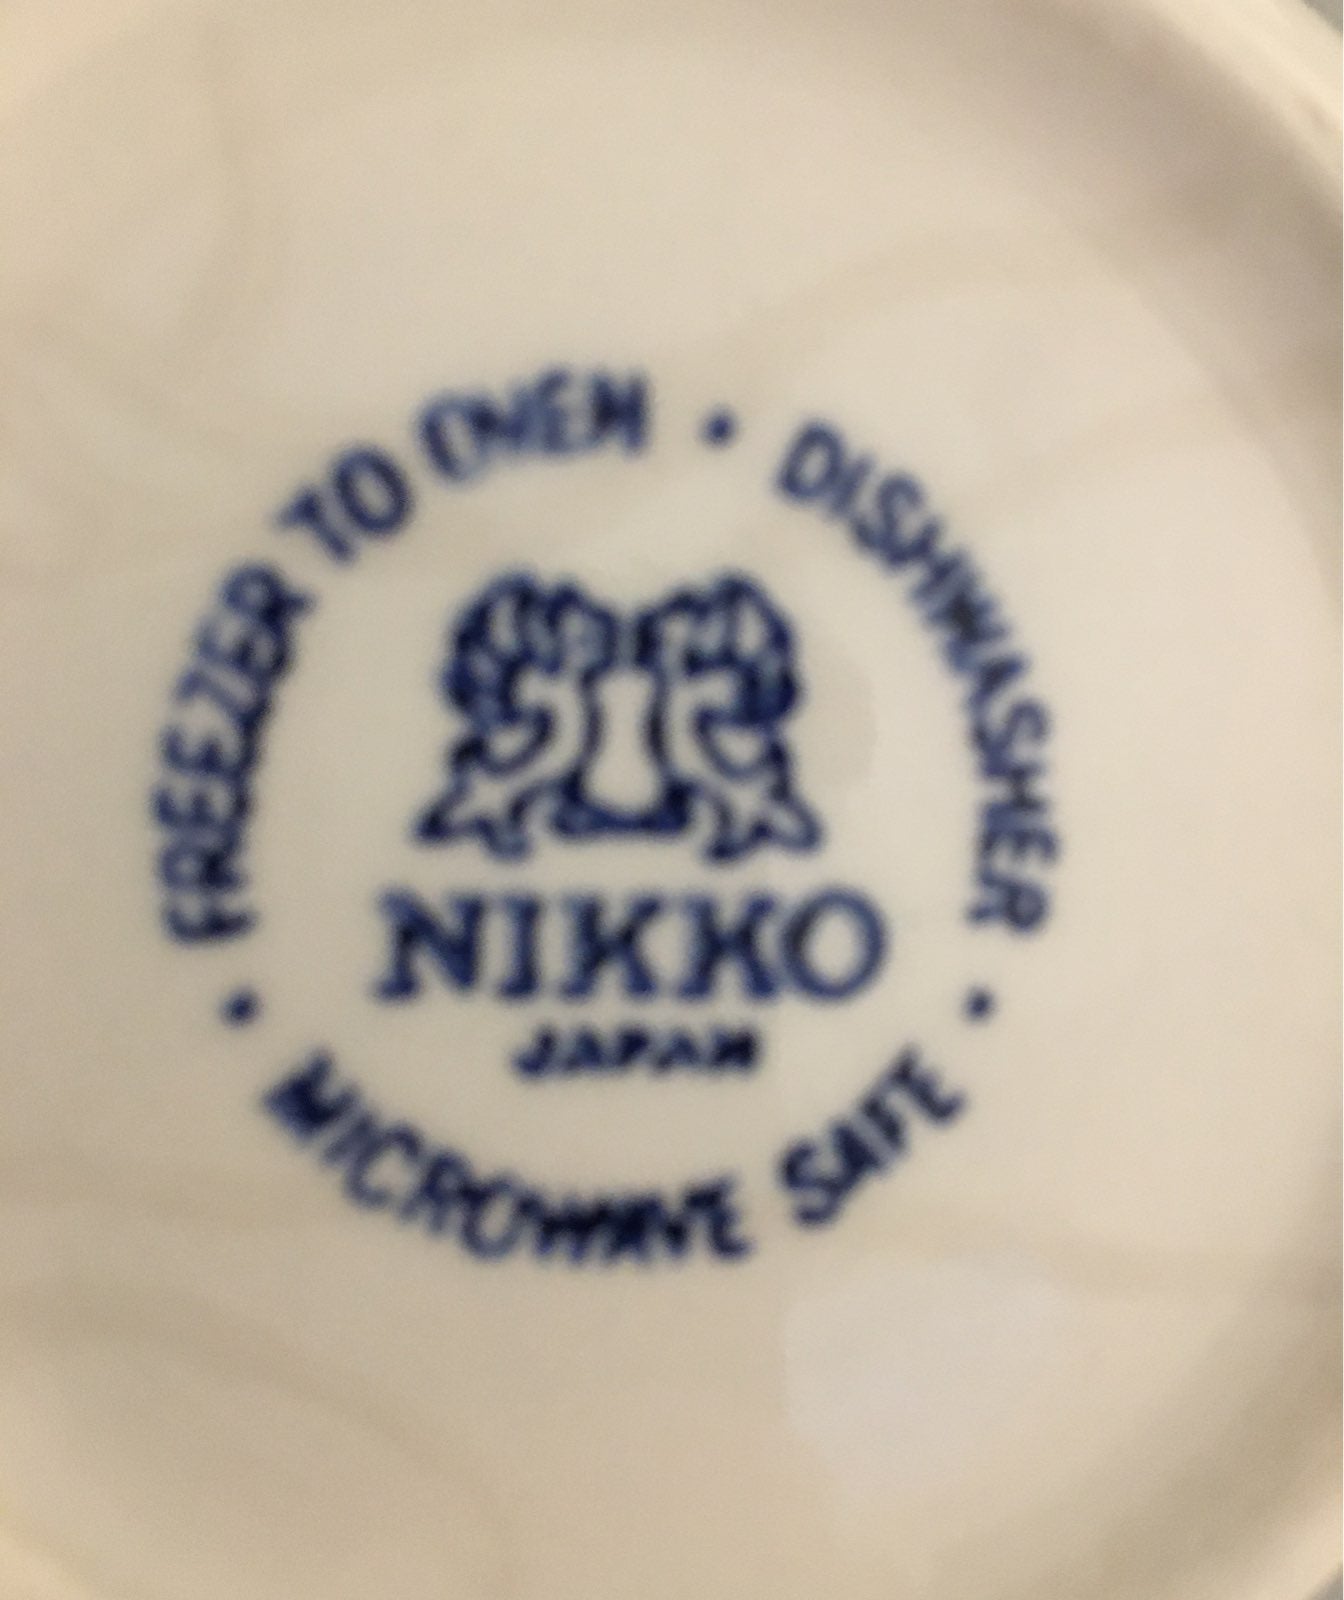 FREEZER TO OVEN • DISHWASHER • MICROWAVE SAFE •
NIKKO
JAPAN